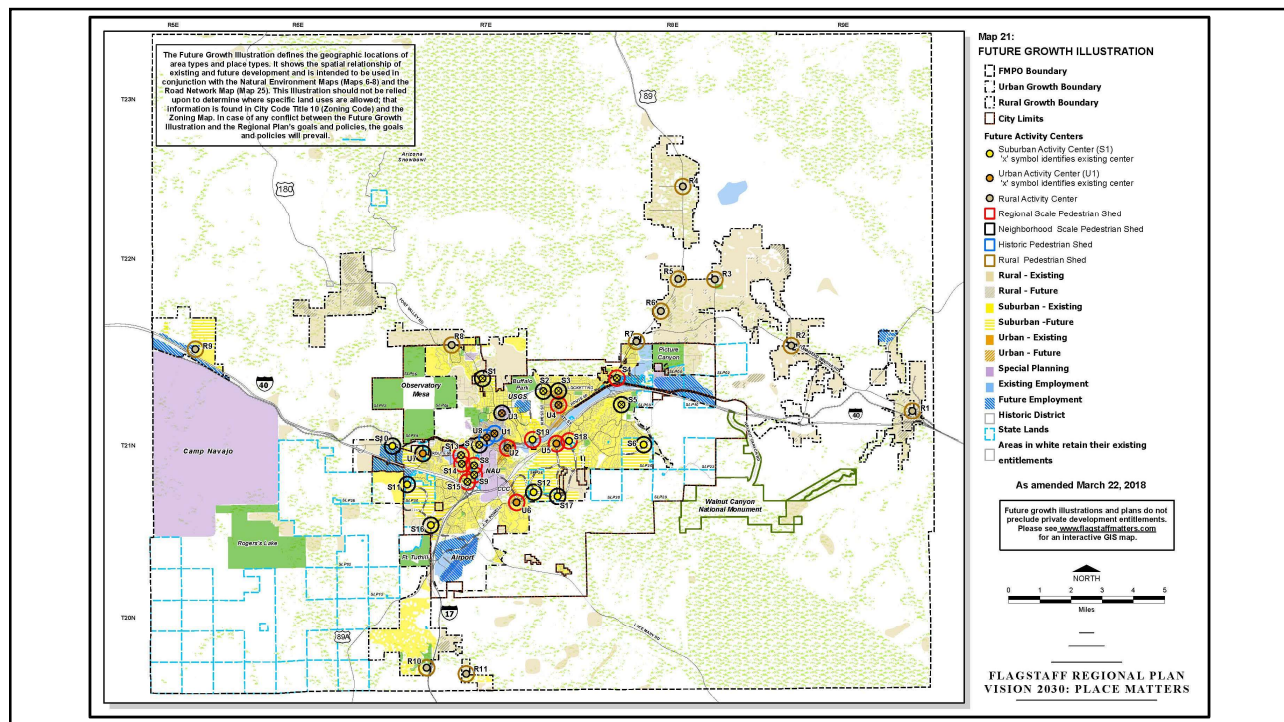 R5E
R6E
R7E
R8E
R9E
The Future Growth Illustration defines the geographic locations of
area types and place types. It shows the spatial relationship of
existing and future development and is intended to be used in
conjunction with the Natural Environment Maps (Maps 6-8) and the
Road Network Map (Map 25). This Illustration should not be relied
upon to determine where specific land uses are allowed; that
information is found in City Code Title 10 (Zoning Code) and the
Zoning Map. In case of any conflict between the Future Growth
Illustration and the Regional Plan's goals and policies, the goals
and policies will prevail.
T23N
T22N
T21N
T20N
Arizona
Snowbowl
180
89
R4
R5
R3
R6
R7
R2
R1
R8
R9
FORT VALLEY RD
40
Observatory
Mesa
Buffalo
Park
USGS
Picture
Canyon
S1
S2
S3
S4
S5
S6
U3
U4
U8
U1
S7
U2
S19
U5
S18
S10
S13
S14
S8
NAU
S9
S15
S11
CCC
S12
S17
U6
S16
40
Camp Navajo
Rogers's Lake
Ft Tuthill
Airport
Walnut Canyon
National Monument
17
89A
R10
R11
Map 21:
FUTURE GROWTH ILLUSTRATION
FMPO Boundary
Urban Growth Boundary
Rural Growth Boundary
City Limits
Future Activity Centers
Suburban Activity Center (S1)
'x' symbol identifies existing center
Urban Activity Center (U1)
'x' symbol identifies existing center
Rural Activity Center
Regional Scale Pedestrian Shed
Neighborhood Scale Pedestrian Shed
Historic Pedestrian Shed
Rural Pedestrian Shed
Rural - Existing
Rural - Future
Suburban - Existing
Suburban -Future
Urban - Existing
Urban - Future
Special Planning
Existing Employment
Future Employment
Historic District
State Lands
Areas in white retain their existing
entitlements
As amended March 22, 2018
Future growth illustrations and plans do not
preclude private development entitlements.
Please see www.flagstaffmatters.com
for an interactive GIS map.
NORTH
0 1 2 3 4 5
Miles
FLAGSTAFF REGIONAL PLAN
VISION 2030: PLACE MATTERS